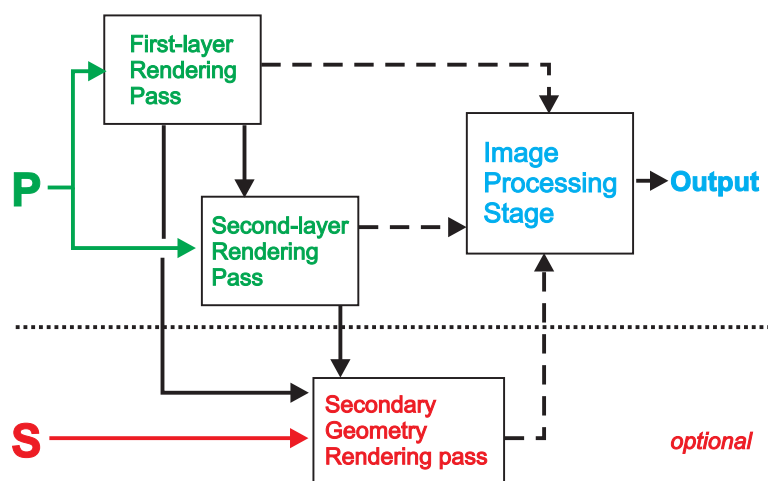 First-layer
Rendering
Pass
P
Image
Processing
Stage
Output
Second-layer
Rendering
Pass
S
Secondary
Geometry
Rendering pass
optional